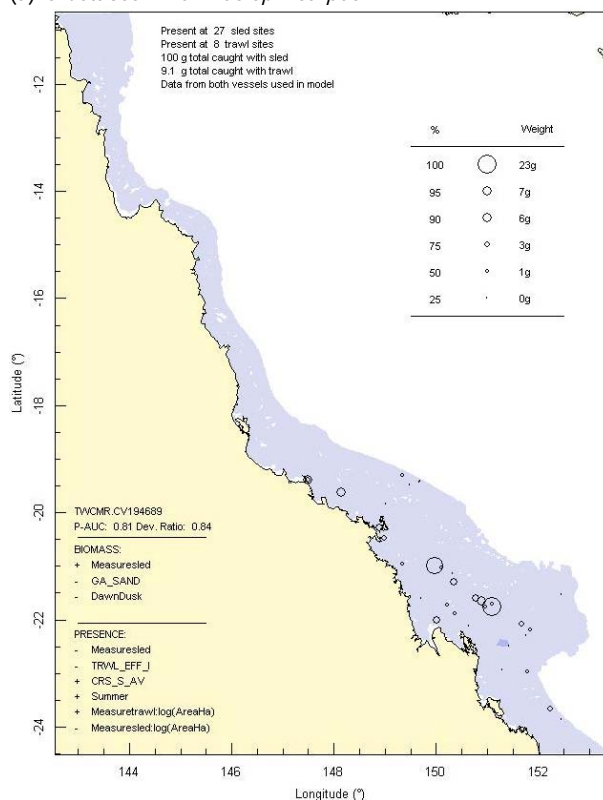 Present at 27 sled sites
Present at 8 trawl sites
100 g total caught with sled
9.1 g total caught with trawl
Data from both vessels used in model
% Weight
100 23g
95 7g
90 6g
75 3g
50 1g
25 0g
-12
-14
-16
-18
-20
-22
-24
Latitude (°)
TWCMR.CV194689
P-AUC: 0.81 Dev. Ratio: 0.84
BIOMASS:
+ Measuresled
- GA_SAND
- DawnDusk
PRESENCE:
- Measuresled
- TRWL_EFF_I
+ CRS_S_AV
+ Summer
+ Measuretrawl:log(AreaHa)
- Measuresled:log(AreaHa)
144 146 148 150 152
Longitude (°)